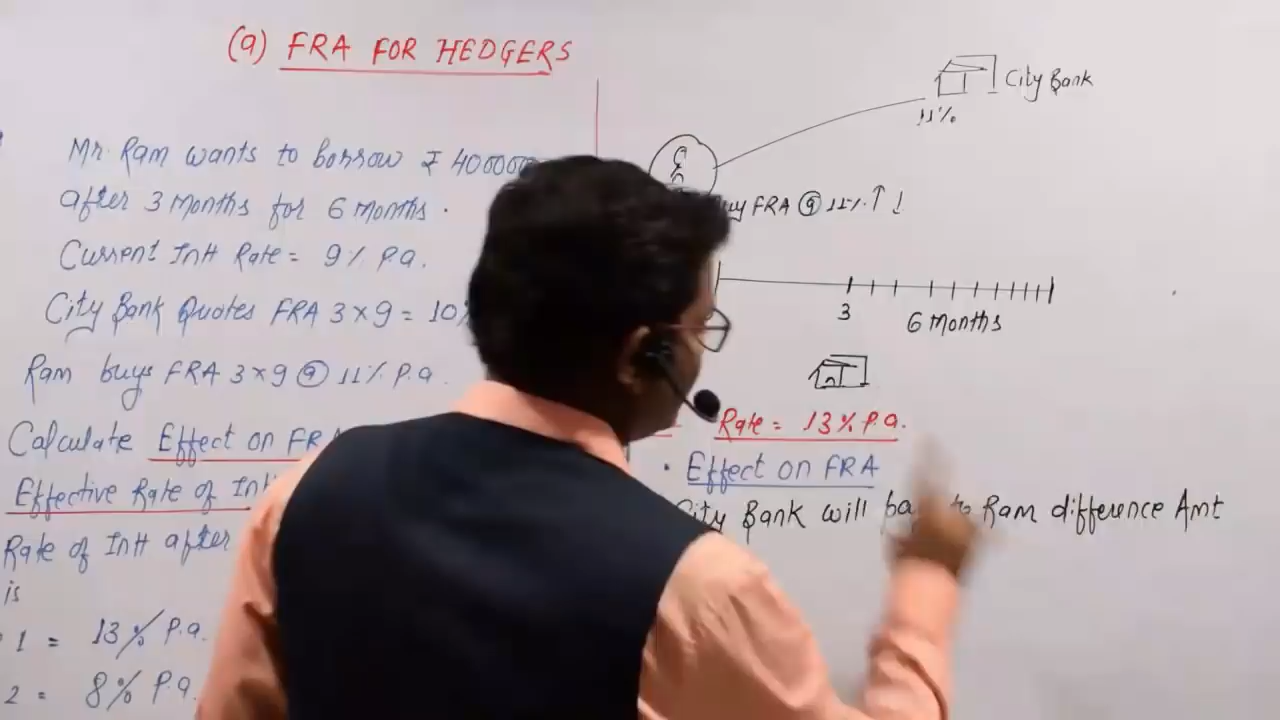 (a) FRA FOR HEDGERS
Mr. Ram wants to borrow ₹ 400000
after 3 Months for 6 Months.
Current Intt Rate = 9% P.a.
City Bank Quotes FRA 3 x 9 = 10
Ram buys FRA 3 x 9 @ 11% P.a
Calculate Effect on FR
Effective Rate of Int
Rate of Intt after
is
1 = 13% P.a.
2 = 8% P.a.
City Bank
11%
FRA @ 11% ↑ ↓
3
6 Months
Rate = 13% P.a.
• Effect on FRA
City Bank will to Ram difference Amt